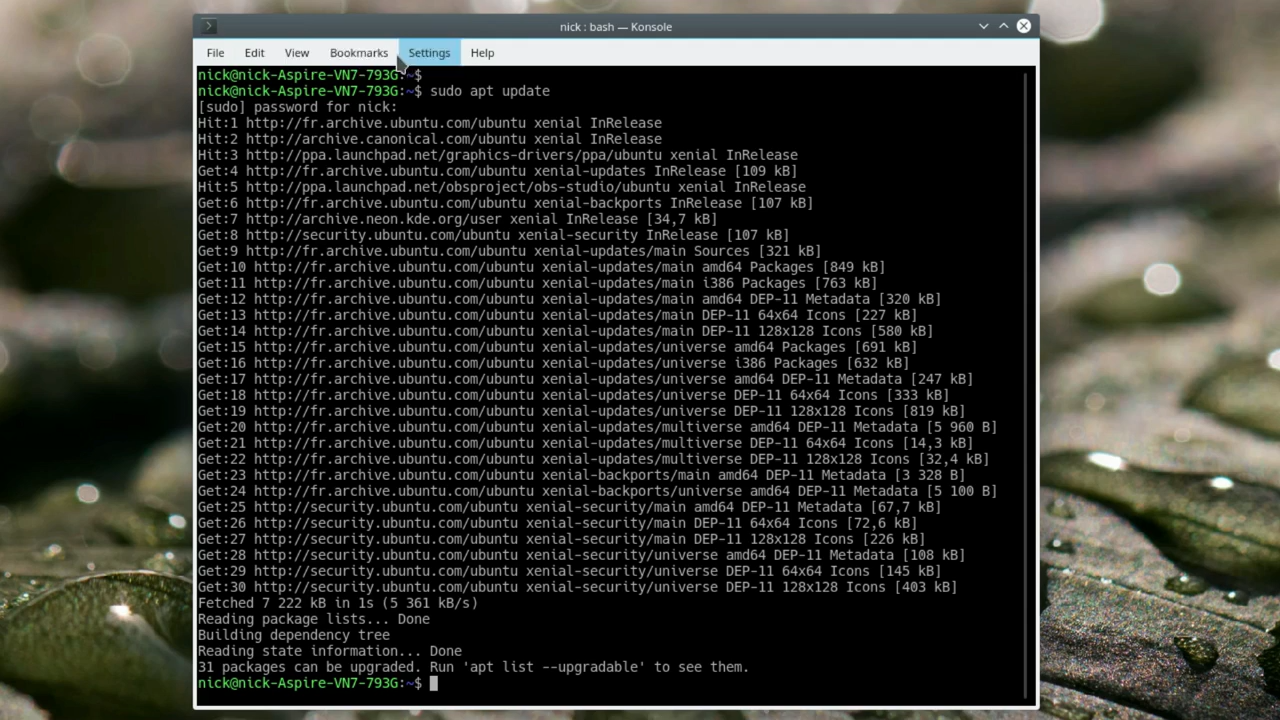 nick : bash — Konsole
File Edit View Bookmarks Settings Help
nick@nick-Aspire-VN7-793G:~$
nick@nick-Aspire-VN7-793G:~$ sudo apt update
[sudo] password for nick:
Hit:1 http://fr.archive.ubuntu.com/ubuntu xenial InRelease
Hit:2 http://archive.canonical.com/ubuntu xenial InRelease
Hit:3 http://ppa.launchpad.net/graphics-drivers/ppa/ubuntu xenial InRelease
Get:4 http://fr.archive.ubuntu.com/ubuntu xenial-updates InRelease [109 kB]
Hit:5 http://ppa.launchpad.net/obsproject/obs-studio/ubuntu xenial InRelease
Get:6 http://fr.archive.ubuntu.com/ubuntu xenial-backports InRelease [107 kB]
Get:7 http://archive.neon.kde.org/user xenial InRelease [34,7 kB]
Get:8 http://security.ubuntu.com/ubuntu xenial-security InRelease [107 kB]
Get:9 http://fr.archive.ubuntu.com/ubuntu xenial-updates/main Sources [321 kB]
Get:10 http://fr.archive.ubuntu.com/ubuntu xenial-updates/main amd64 Packages [849 kB]
Get:11 http://fr.archive.ubuntu.com/ubuntu xenial-updates/main i386 Packages [763 kB]
Get:12 http://fr.archive.ubuntu.com/ubuntu xenial-updates/main amd64 DEP-11 Metadata [320 kB]
Get:13 http://fr.archive.ubuntu.com/ubuntu xenial-updates/main DEP-11 64x64 Icons [227 kB]
Get:14 http://fr.archive.ubuntu.com/ubuntu xenial-updates/main DEP-11 128x128 Icons [580 kB]
Get:15 http://fr.archive.ubuntu.com/ubuntu xenial-updates/universe amd64 Packages [691 kB]
Get:16 http://fr.archive.ubuntu.com/ubuntu xenial-updates/universe i386 Packages [632 kB]
Get:17 http://fr.archive.ubuntu.com/ubuntu xenial-updates/universe amd64 DEP-11 Metadata [247 kB]
Get:18 http://fr.archive.ubuntu.com/ubuntu xenial-updates/universe DEP-11 64x64 Icons [333 kB]
Get:19 http://fr.archive.ubuntu.com/ubuntu xenial-updates/universe DEP-11 128x128 Icons [819 kB]
Get:20 http://fr.archive.ubuntu.com/ubuntu xenial-updates/multiverse amd64 DEP-11 Metadata [5 960 B]
Get:21 http://fr.archive.ubuntu.com/ubuntu xenial-updates/multiverse DEP-11 64x64 Icons [14,3 kB]
Get:22 http://fr.archive.ubuntu.com/ubuntu xenial-updates/multiverse DEP-11 128x128 Icons [32,4 kB]
Get:23 http://fr.archive.ubuntu.com/ubuntu xenial-backports/main amd64 DEP-11 Metadata [3 328 B]
Get:24 http://fr.archive.ubuntu.com/ubuntu xenial-backports/universe amd64 DEP-11 Metadata [5 100 B]
Get:25 http://security.ubuntu.com/ubuntu xenial-security/main amd64 DEP-11 Metadata [67,7 kB]
Get:26 http://security.ubuntu.com/ubuntu xenial-security/main DEP-11 64x64 Icons [72,6 kB]
Get:27 http://security.ubuntu.com/ubuntu xenial-security/main DEP-11 128x128 Icons [226 kB]
Get:28 http://security.ubuntu.com/ubuntu xenial-security/universe amd64 DEP-11 Metadata [108 kB]
Get:29 http://security.ubuntu.com/ubuntu xenial-security/universe DEP-11 64x64 Icons [145 kB]
Get:30 http://security.ubuntu.com/ubuntu xenial-security/universe DEP-11 128x128 Icons [403 kB]
Fetched 7 222 kB in 1s (5 361 kB/s)
Reading package lists... Done
Building dependency tree
Reading state information... Done
31 packages can be upgraded. Run 'apt list --upgradable' to see them.
nick@nick-Aspire-VN7-793G:~$